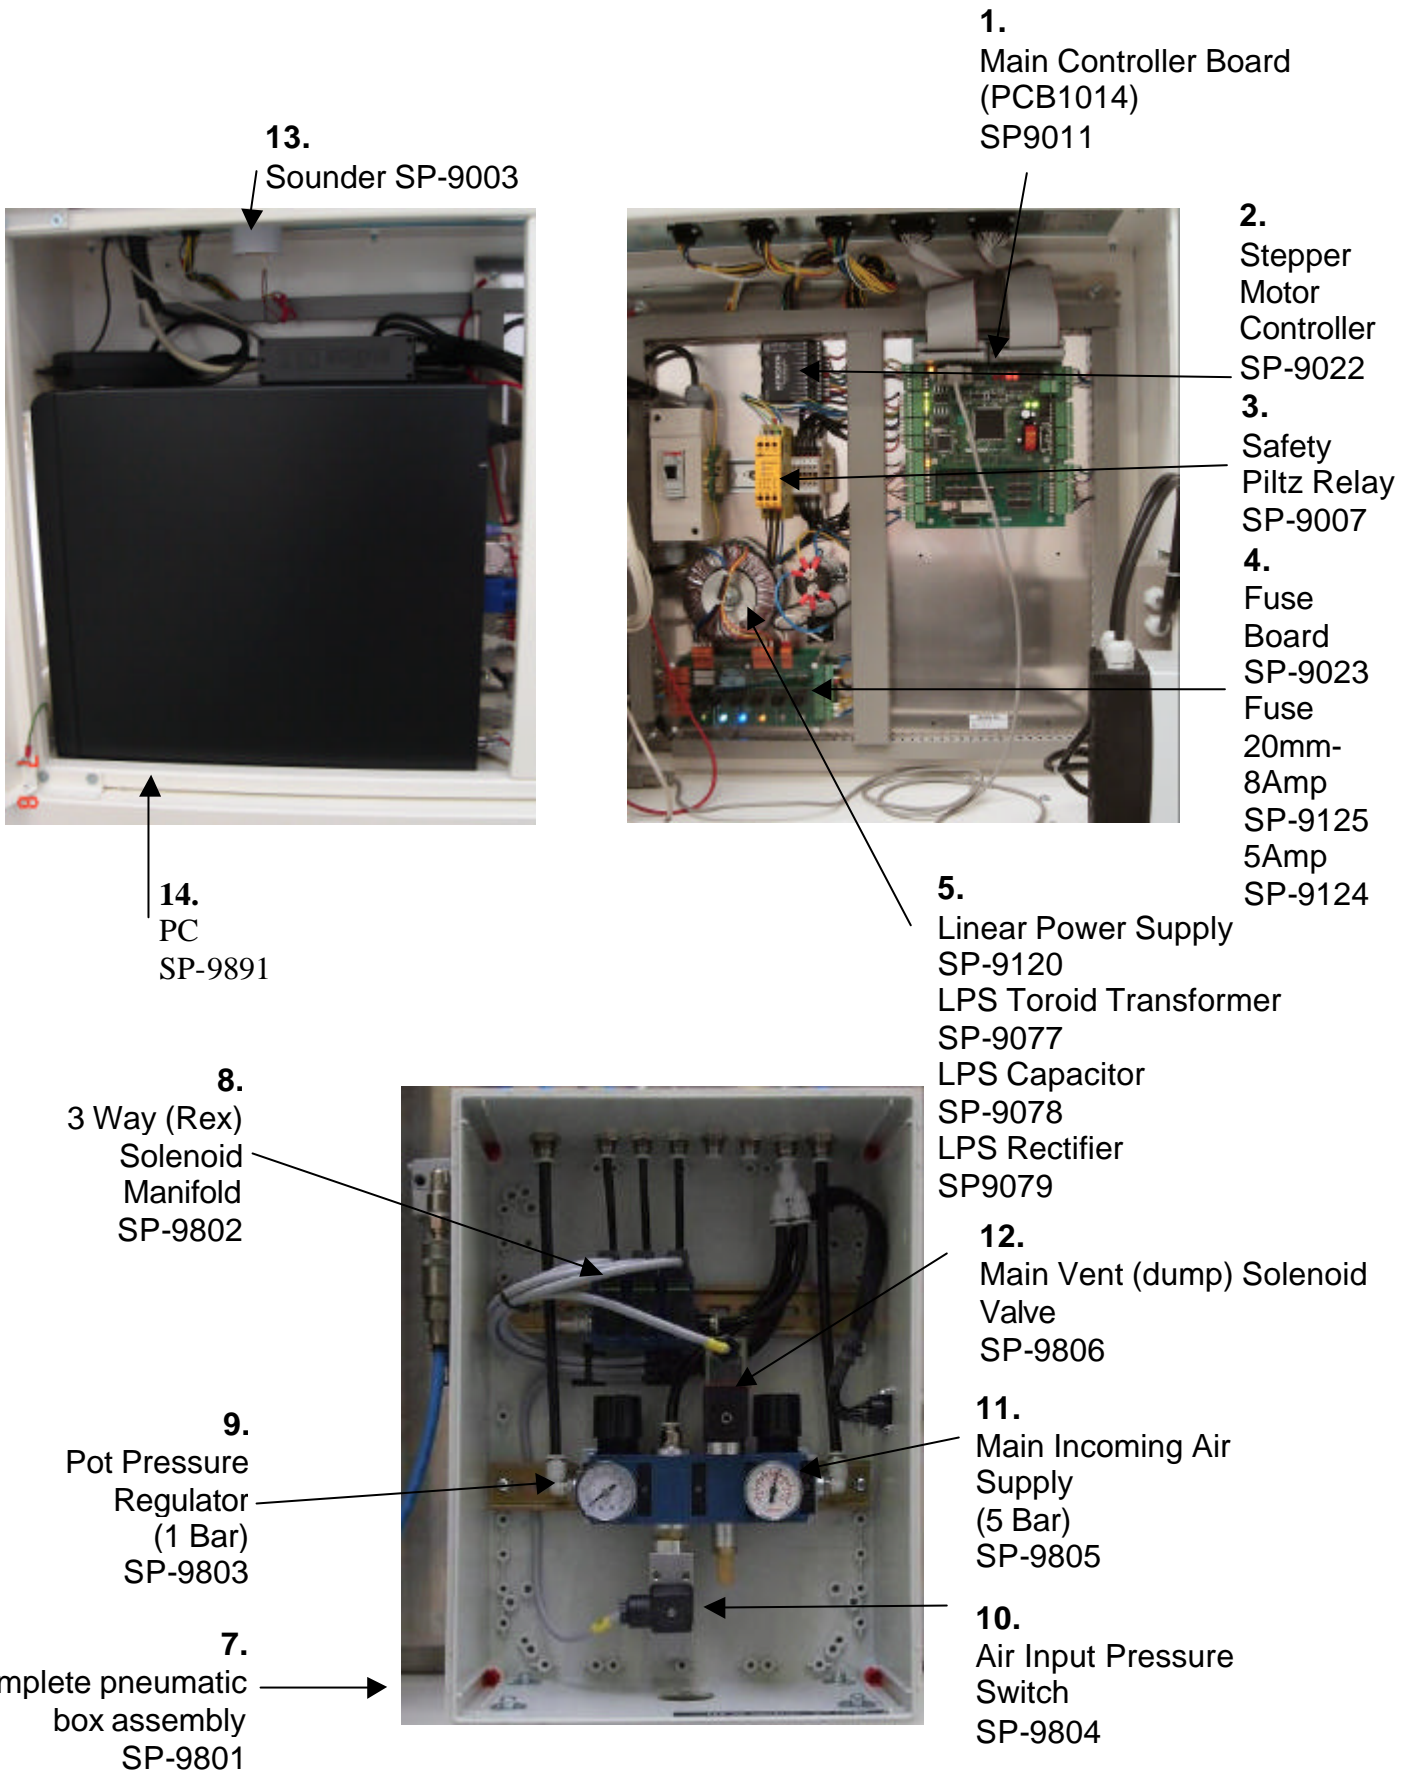 1.
Main Controller Board
(PCB1014)
SP9011
13.
Sounder SP-9003
2.
Stepper
Motor
Controller
SP-9022
3.
Safety
Piltz Relay
SP-9007
4.
Fuse
Board
SP-9023
Fuse
20mm-
8Amp
SP-9125
5Amp
SP-9124
14.
PC
SP-9891
5.
Linear Power Supply
SP-9120
LPS Toroid Transformer
SP-9077
LPS Capacitor
SP-9078
LPS Rectifier
SP9079
8.
3 Way (Rex)
Solenoid
Manifold
SP-9802
12.
Main Vent (dump) Solenoid
Valve
SP-9806
9.
Pot Pressure
Regulator
(1 Bar)
SP-9803
11.
Main Incoming Air
Supply
(5 Bar)
SP-9805
7.
mplete pneumatic
box assembly
SP-9801
10.
Air Input Pressure
Switch
SP-9804